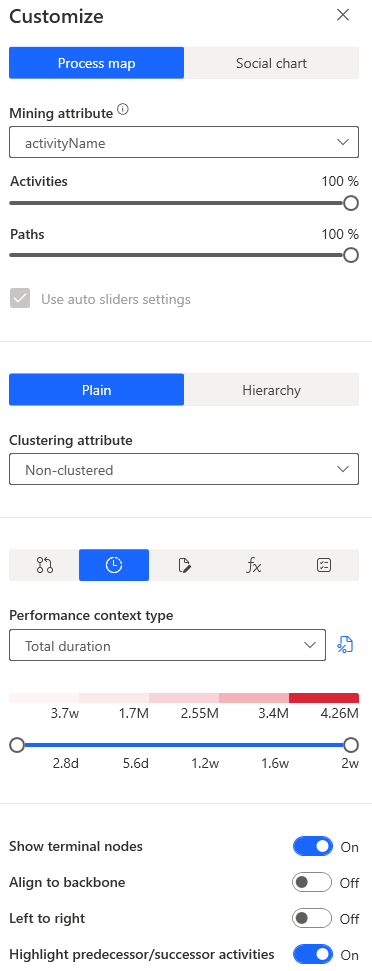 Customize
Process map Social chart
Mining attribute
activityName
Activities 100 %
Paths 100 %
Use auto sliders settings
Plain Hierarchy
Clustering attribute
Non-clustered
fx
Performance context type
Total duration
3.7w 1.7M 2.55M 3.4M 4.26M
2.8d 5.6d 1.2w 1.6w 2w
Show terminal nodes On
Align to backbone Off
Left to right Off
Highlight predecessor/successor activities On